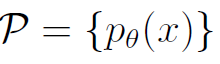 𝒫 = {p_θ(x)}